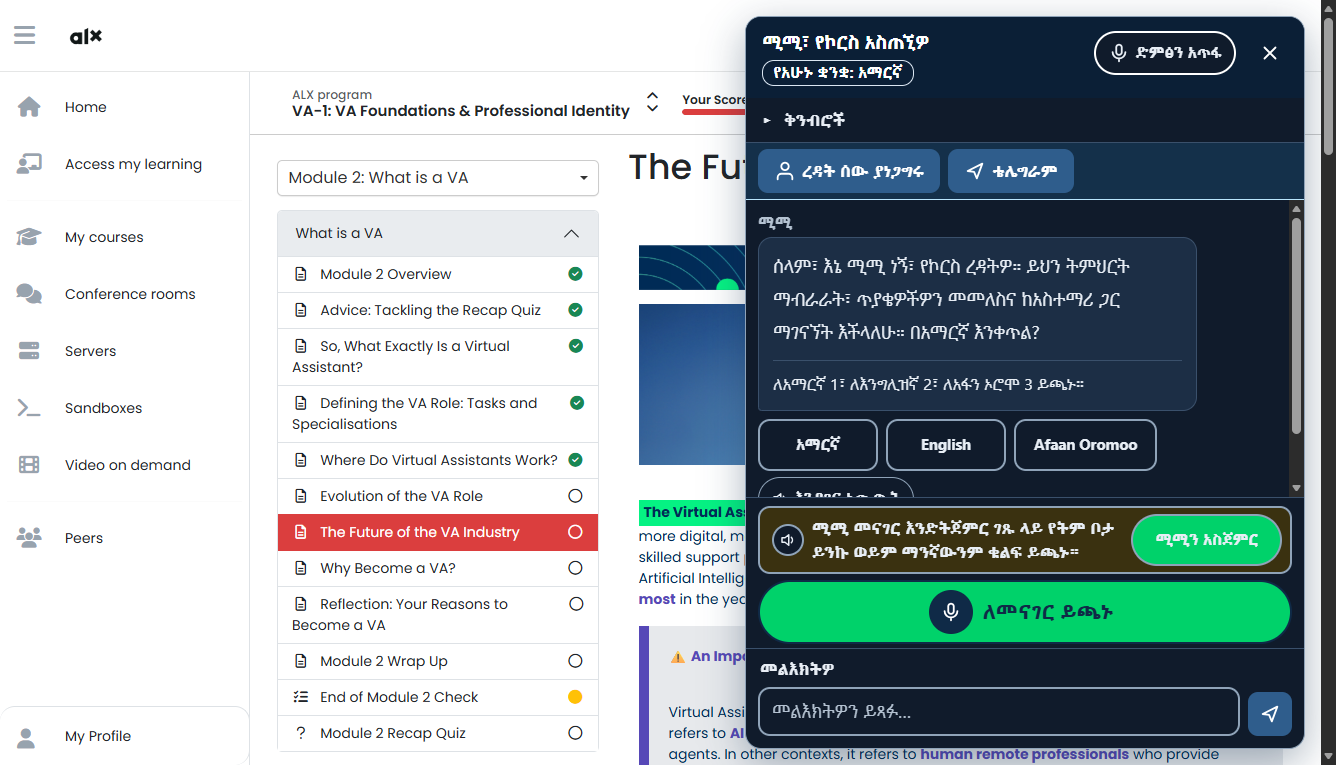 alx
Home
Access my learning
My courses
Conference rooms
Servers
Sandboxes
Video on demand
Peers
My Profile
ALX program
VA-1: VA Foundations & Professional Identity
Your Score
Module 2: What is a VA
What is a VA
Module 2 Overview
Advice: Tackling the Recap Quiz
So, What Exactly Is a Virtual
Assistant?
Defining the VA Role: Tasks and
Specialisations
Where Do Virtual Assistants Work?
Evolution of the VA Role
The Future of the VA Industry
Why Become a VA?
Reflection: Your Reasons to
Become a VA
Module 2 Wrap Up
End of Module 2 Check
Module 2 Recap Quiz
The
The Virtual
more digital,
skilled support
Artificial
most in the
An
Virtual
refers to
agents. In other contexts, it refers to human remote professionals who provide
ሚሚ፣ የኮርስ አስጠኚዎ
የአሁኑ ቋንቋ: አማርኛ
ድምፅን አጥፋ
ቅንብሮች
ረዳት ሰው ያነጋግሩ
ቴሌግራም
ሚሚ
ሰላም፣ እኔ ሚሚ ነኝ፣ የኮርስ ረዳትዎ። ይህን ትምህርት
ማብራራት፣ ጥያቄዎችዎን መመለስና ከአስተማሪ ጋር
ማገናኘት እችላለሁ። በአማርኛ እንቀጥል?
ለአማርኛ 1፣ ለእንግሊዝኛ 2፣ ለአፋን ኦሮሞ 3 ይጫኑ።
አማርኛ
English
Afaan Oromoo
ሚሚ መናገር እንድትጀምር ገጹ ላይ የትም ቦታ
ይንኩ ወይም ማንኛውንም ቁልፍ ይጫኑ።
ሚሚን አስጀምር
ለመናገር ይጫኑ
መልእክትዎ
መልእክትዎን ይጻፉ...